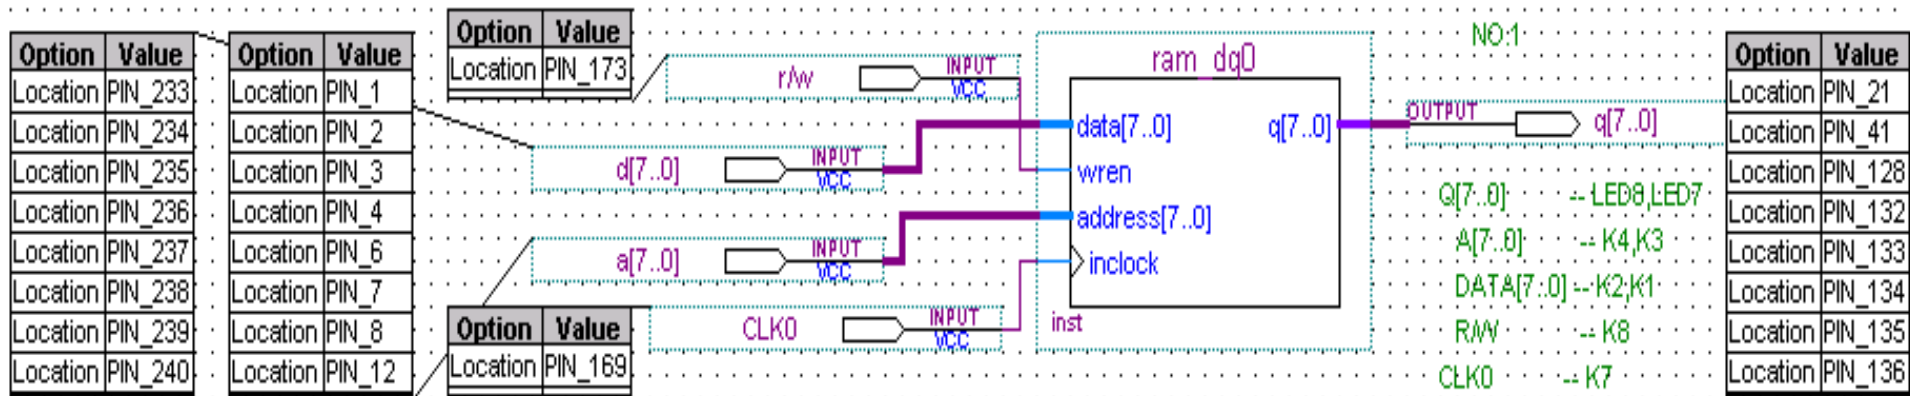 Option Value
Location PIN_233
Location PIN_234
Location PIN_235
Location PIN_236
Location PIN_237
Location PIN_238
Location PIN_239
Location PIN_240
Option Value
Location PIN_1
Location PIN_2
Location PIN_3
Location PIN_4
Location PIN_6
Location PIN_7
Location PIN_8
Location PIN_12
Option Value
Location PIN_173
r/w INPUT
VCC
d[7..0] INPUT
VCC
a[7..0] INPUT
VCC
Option Value
Location PIN_169
CLK0 INPUT
VCC
ram_dq0
data[7..0] q[7..0]
wren
address[7..0]
inclock
inst
OUTPUT q[7..0]
NO:1
Q[7..0] -- LED8,LED7
A[7..0] -- K4,K3
DATA[7..0] -- K2,K1
R/W -- K8
CLK0 -- K7
Option Value
Location PIN_21
Location PIN_41
Location PIN_128
Location PIN_132
Location PIN_133
Location PIN_134
Location PIN_135
Location PIN_136